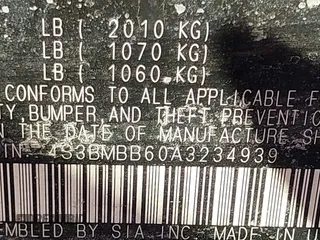 LB ( 2010 KG)
LB ( 1070 KG)
LB ( 1060 KG)
CONFORMS TO ALL APPLICABLE F
TY, BUMPER, AND THEFT PREVENTIO
IN THE DATE OF MANUFACTURE SH
IN 4S3BMBB60A3234939
EMBLED BY SIA INC. MADE IN U